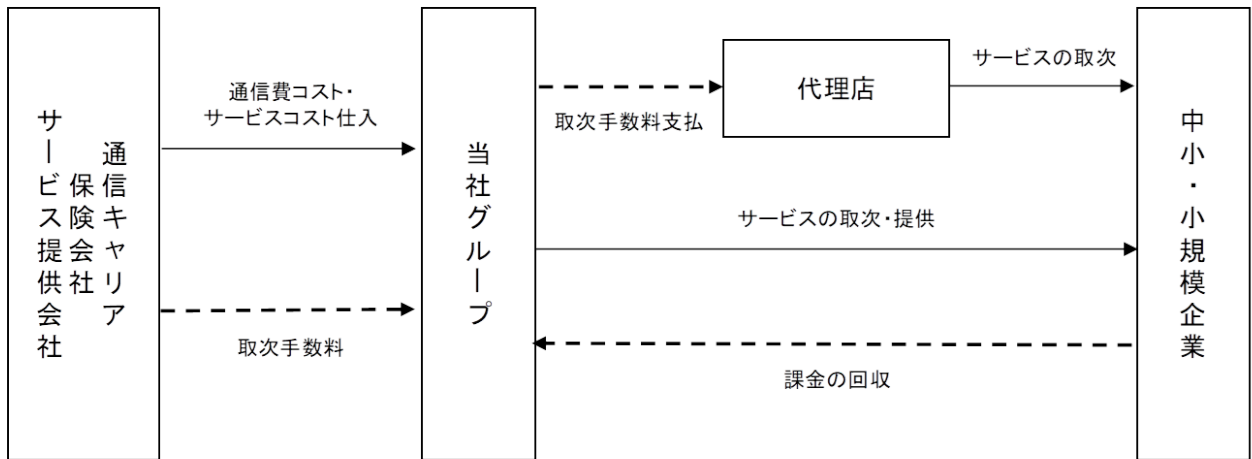 通信キャリア
保険会社
サービス提供会社
通信費コスト・
サービスコスト仕入
取次手数料
当社グループ
取次手数料支払
代理店
サービスの取次
サービスの取次・提供
課金の回収
中小・小規模企業